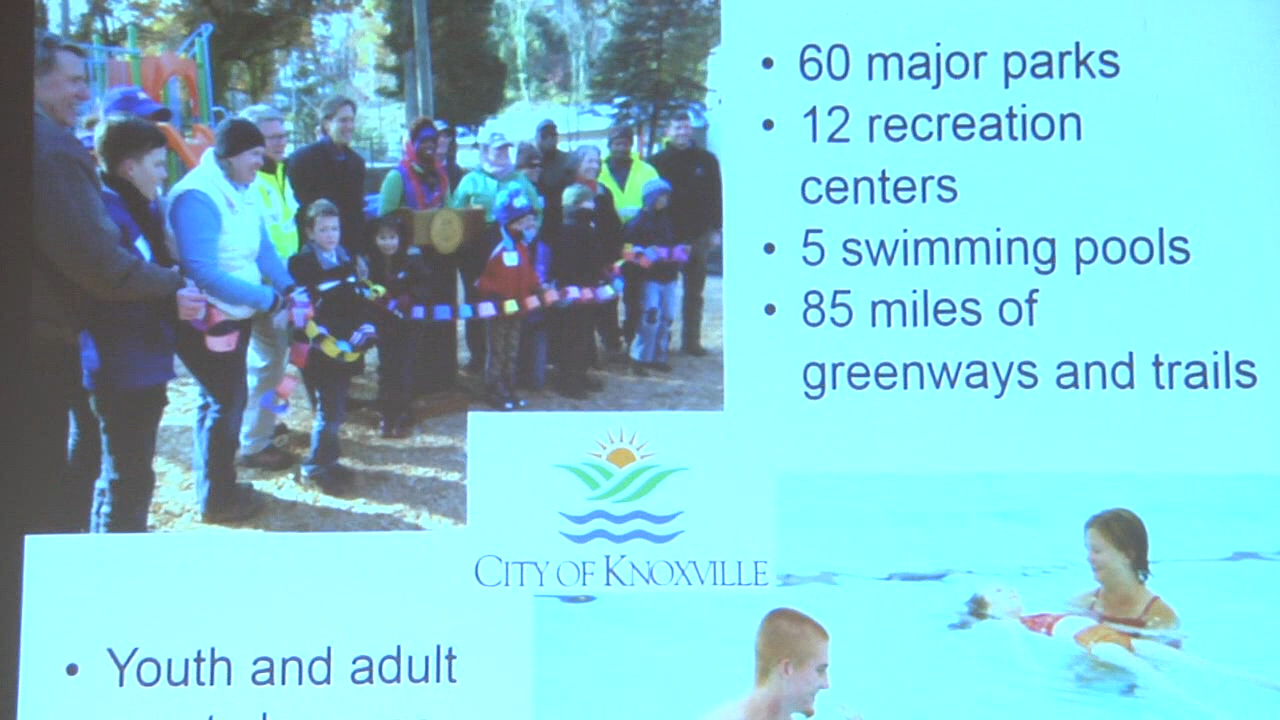 • 60 major parks
• 12 recreation
centers
• 5 swimming pools
• 85 miles of
greenways and trails
CITY OF KNOXVILLE
• Youth and adult